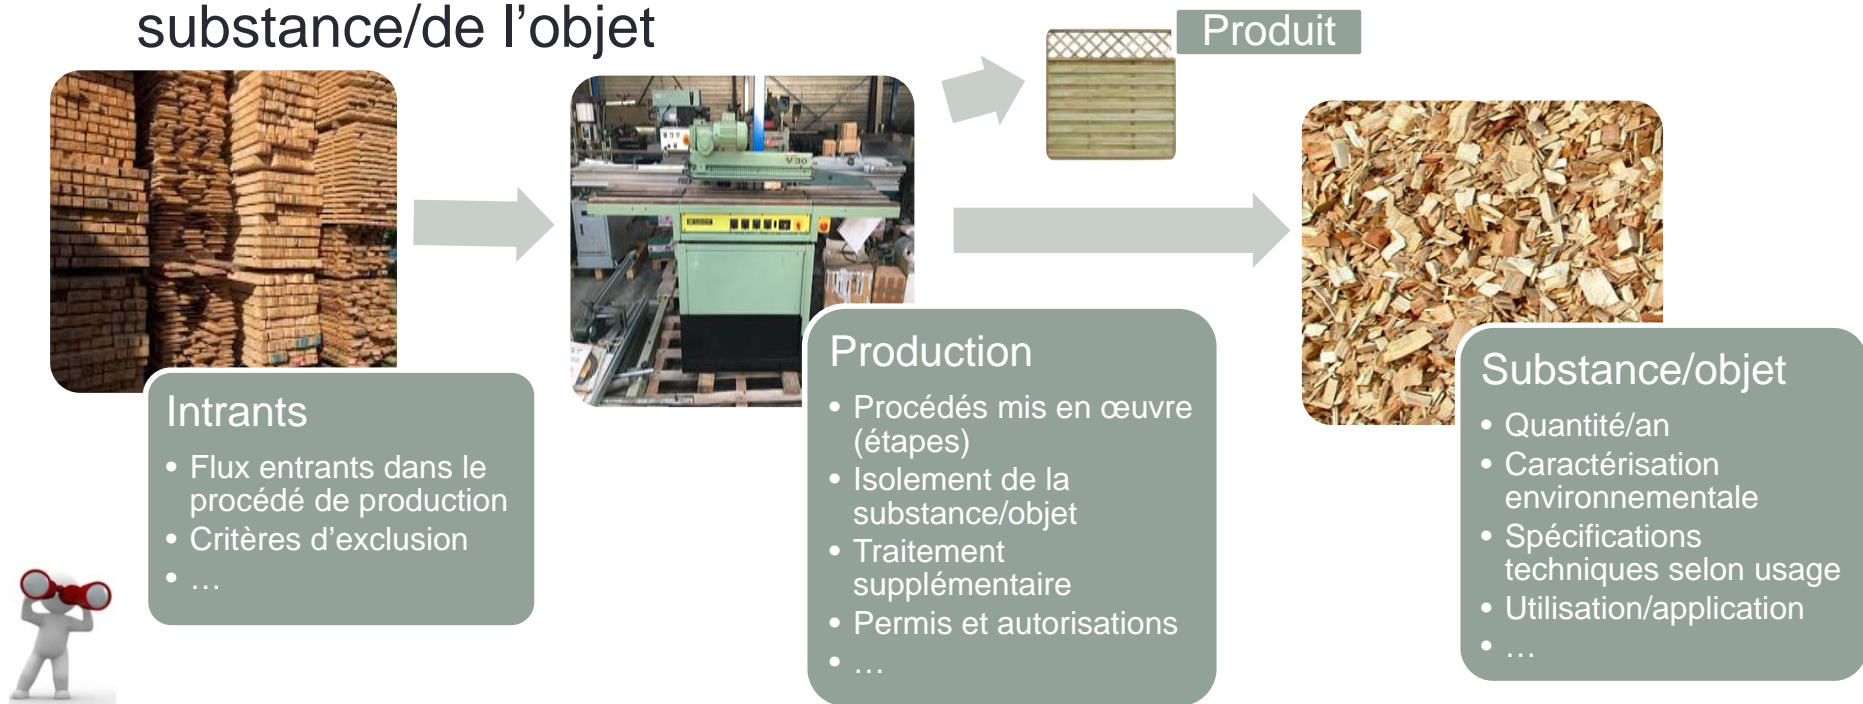 substance/de l’objet
Produit
V30
Intrants
• Flux entrants dans le
procédé de production
• Critères d’exclusion
• …
Production
• Procédés mis en œuvre
(étapes)
• Isolement de la
substance/objet
• Traitement
supplémentaire
• Permis et autorisations
• …
Substance/objet
• Quantité/an
• Caractérisation
environnementale
• Spécifications
techniques selon usage
• Utilisation/application
• …